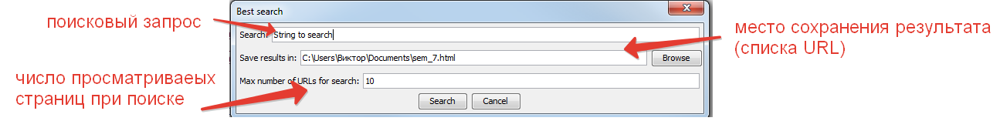 Best search
поисковый запрос
Search: String to search
место сохранения результата
(списка URL)
Save results in: C:\Users\Виктор\Documents\sem_7.html Browse
число просматриваеых
страниц при поиске
Max number of URLs for search: 10
Search Cancel